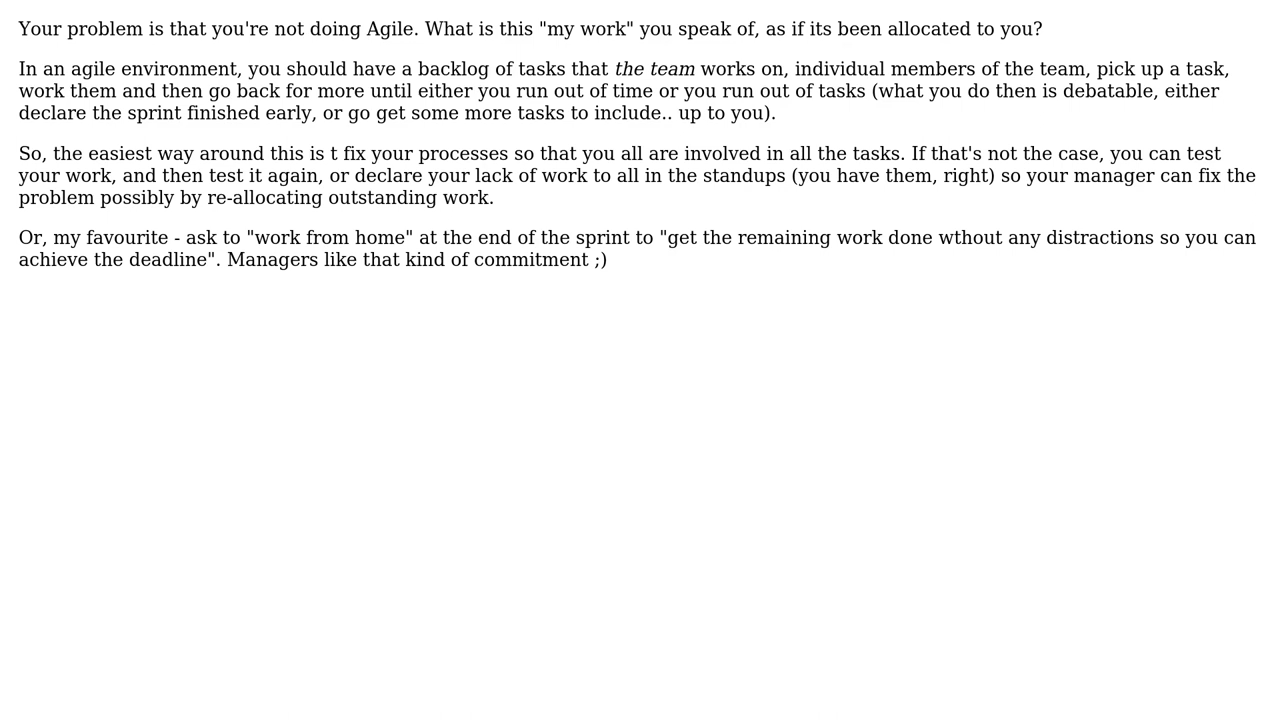 Your problem is that you're not doing Agile. What is this "my work" you speak of, as if its been allocated to you?
In an agile environment, you should have a backlog of tasks that the team works on, individual members of the team, pick up a task,
work them and then go back for more until either you run out of time or you run out of tasks (what you do then is debatable, either
declare the sprint finished early, or go get some more tasks to include.. up to you).
So, the easiest way around this is t fix your processes so that you all are involved in all the tasks. If that's not the case, you can test
your work, and then test it again, or declare your lack of work to all in the standups (you have them, right) so your manager can fix the
problem possibly by re-allocating outstanding work.
Or, my favourite - ask to "work from home" at the end of the sprint to "get the remaining work done wthout any distractions so you can
achieve the deadline". Managers like that kind of commitment ;)